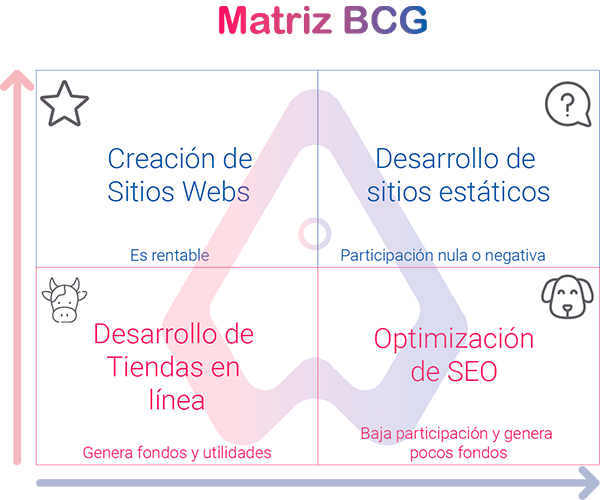 Matriz BCG
Creación de
Sitios Webs
Es rentable
Desarrollo de
sitios estáticos
Participación nula o negativa
Desarrollo de
Tiendas en
línea
Genera fondos y utilidades
Optimización
de SEO
Baja participación y genera
pocos fondos